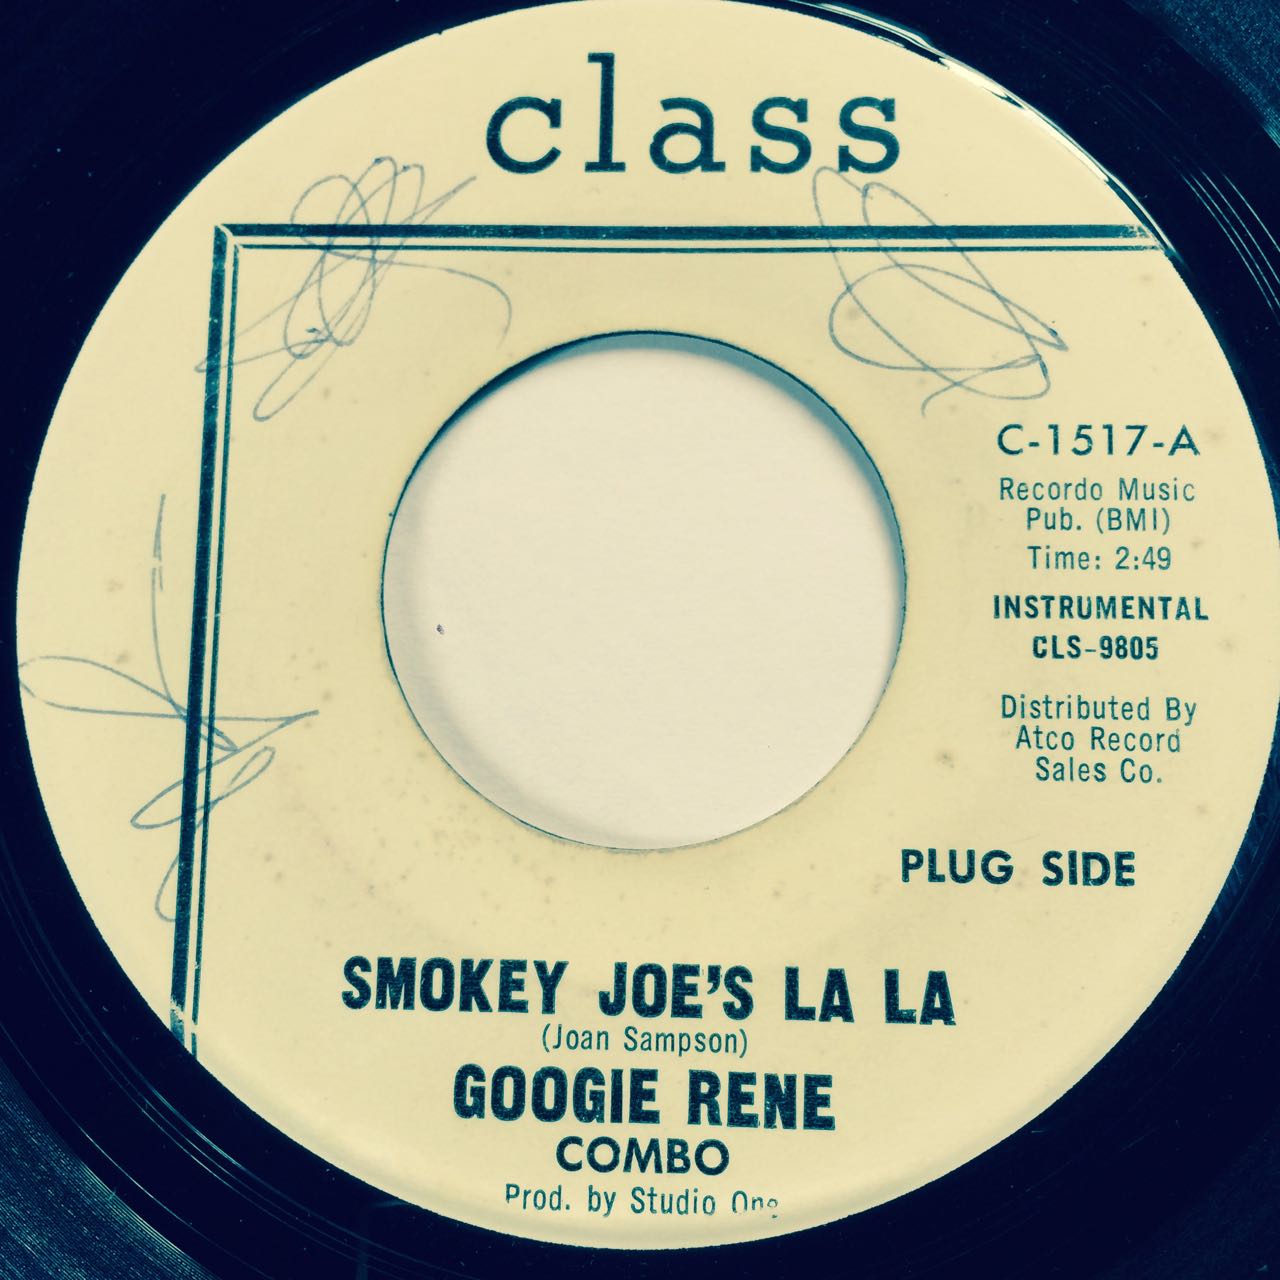 class
C-1517-A
Recordo Music
Pub. (BMI)
Time: 2:49
INSTRUMENTAL
CLS-9805
Distributed By
Atco Record
Sales Co.
PLUG SIDE
SMOKEY JOE'S LA LA
(Joan Sampson)
GOOGIE RENE
COMBO
Prod. by Studio One